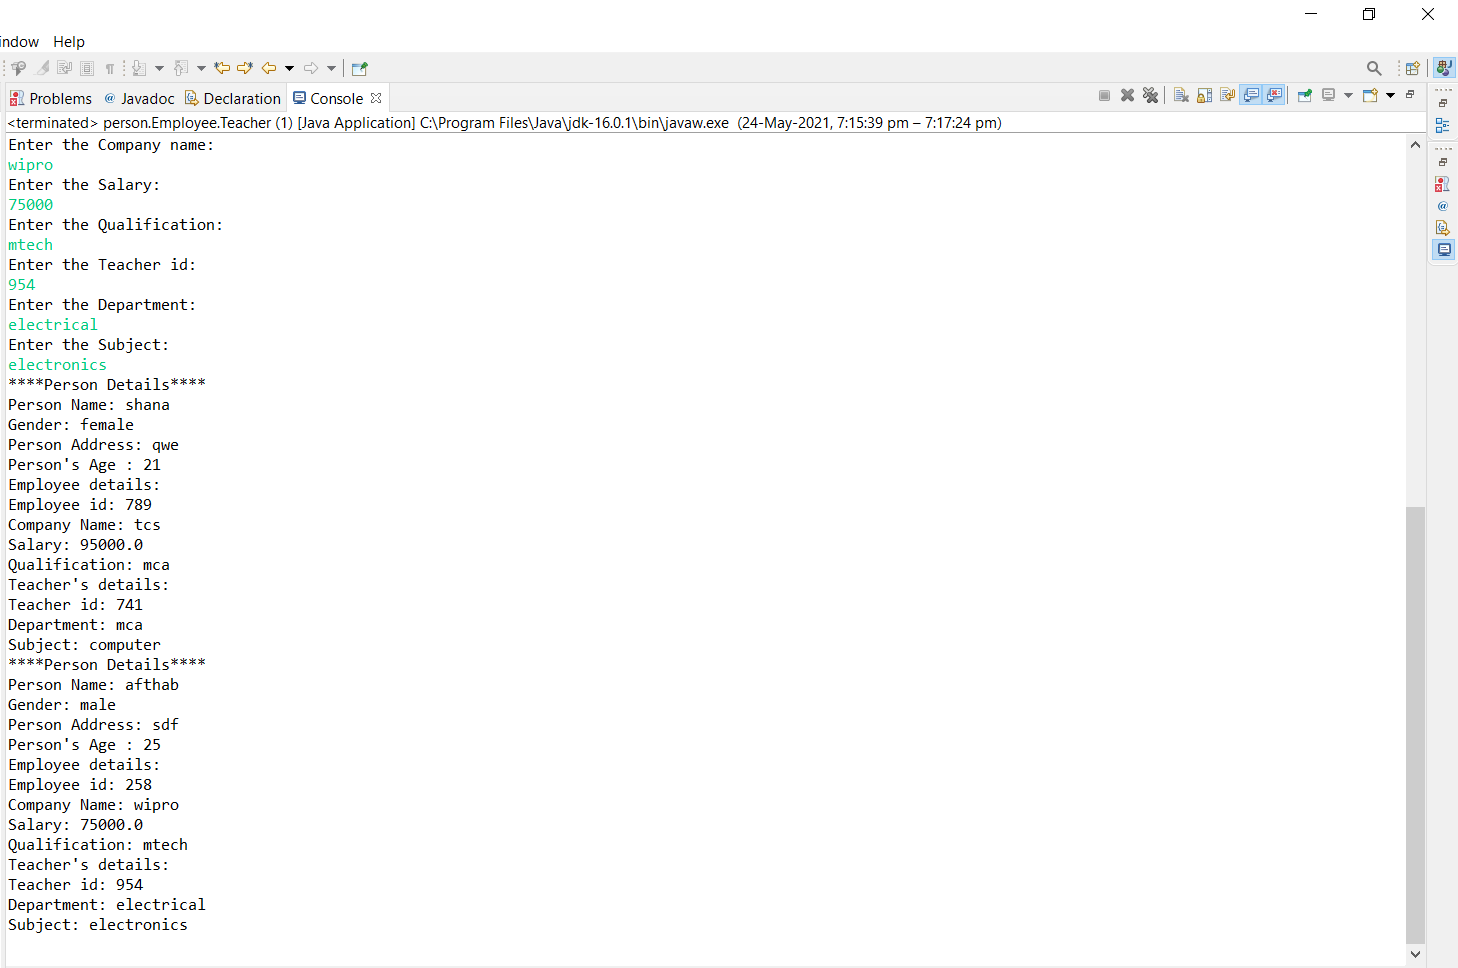 indow Help
Problems @ Javadoc Declaration Console
<terminated> person.Employee.Teacher (1) [Java Application] C:\Program Files\Java\jdk-16.0.1\bin\javaw.exe (24-May-2021, 7:15:39 pm – 7:17:24 pm)
Enter the Company name:
wipro
Enter the Salary:
75000
Enter the Qualification:
mtech
Enter the Teacher id:
954
Enter the Department:
electrical
Enter the Subject:
electronics
****Person Details****
Person Name: shana
Gender: female
Person Address: qwe
Person's Age : 21
Employee details:
Employee id: 789
Company Name: tcs
Salary: 95000.0
Qualification: mca
Teacher's details:
Teacher id: 741
Department: mca
Subject: computer
****Person Details****
Person Name: afthab
Gender: male
Person Address: sdf
Person's Age : 25
Employee details:
Employee id: 258
Company Name: wipro
Salary: 75000.0
Qualification: mtech
Teacher's details:
Teacher id: 954
Department: electrical
Subject: electronics